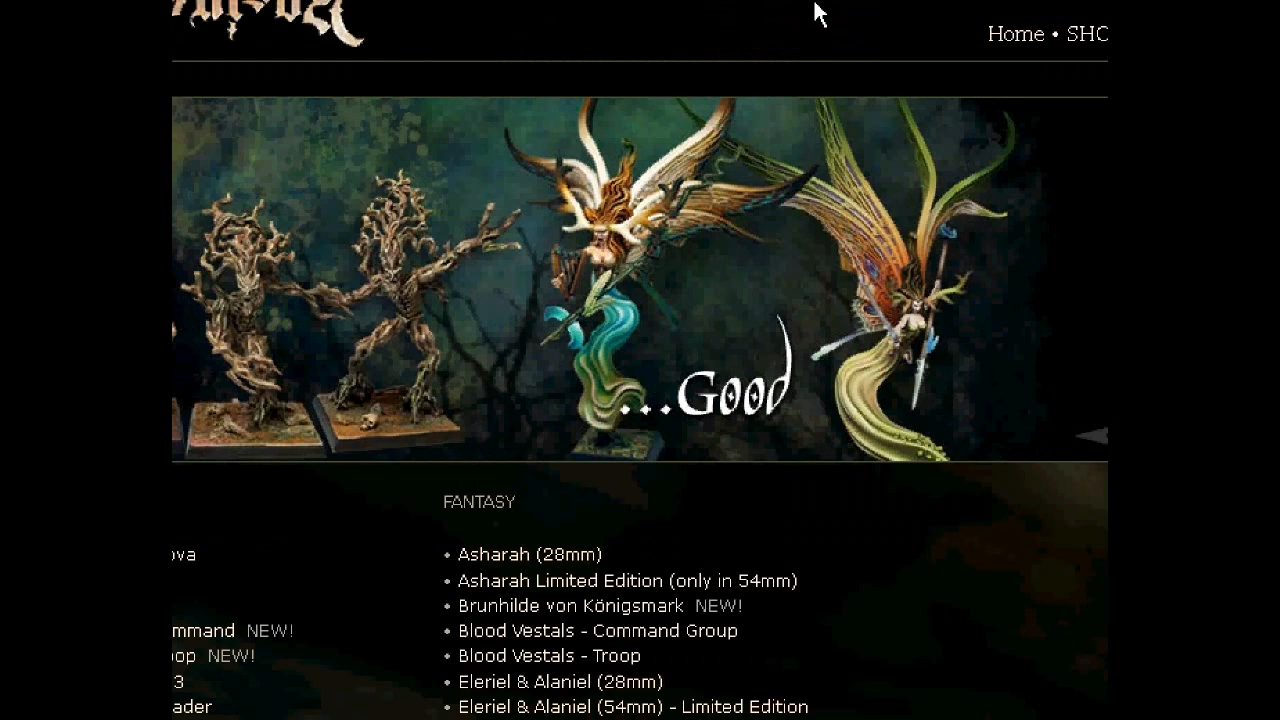 Home • SHC
...Good
FANTASY
ova
• Asharah (28mm)
• Asharah Limited Edition (only in 54mm)
• Brunhilde von Königsmark NEW!
mmand NEW!
• Blood Vestals - Command Group
oop NEW!
• Blood Vestals - Troop
3
• Eleriel & Alaniel (28mm)
ader
• Eleriel & Alaniel (54mm) - Limited Edition